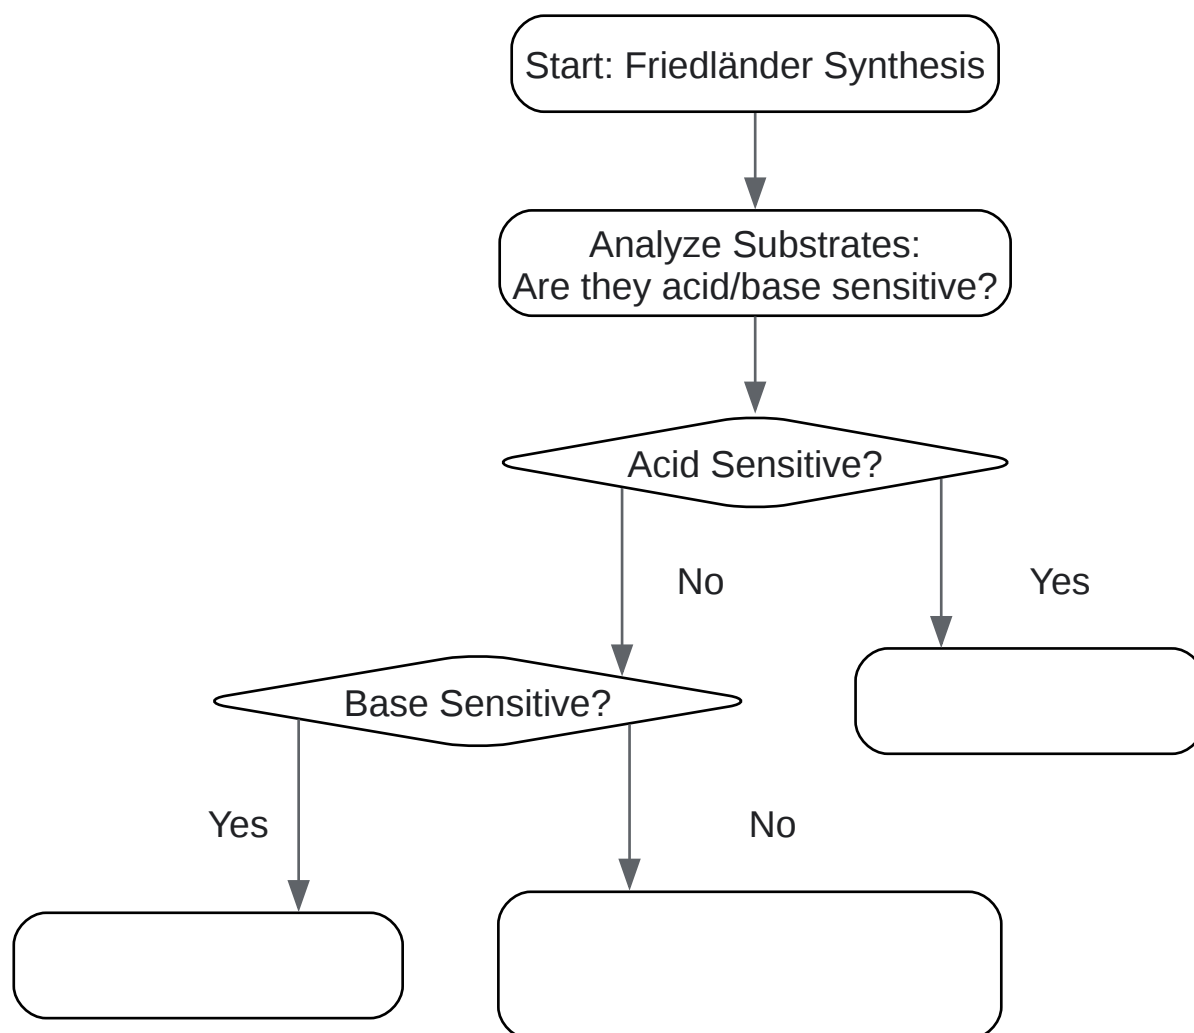 Start: Friedländer Synthesis
Analyze Substrates:
Are they acid/base sensitive?
Acid Sensitive?
No
Yes
Base Sensitive?
Yes
No